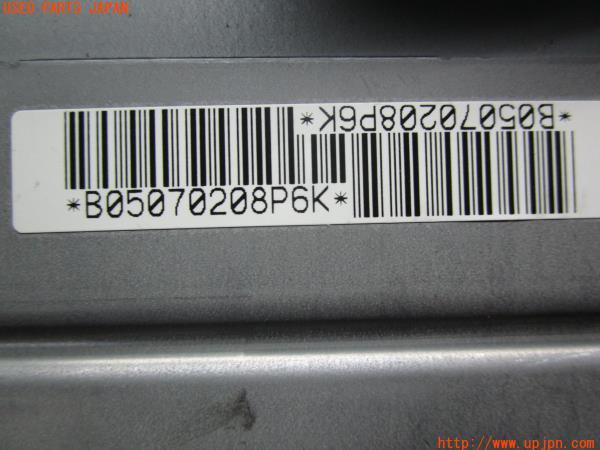 USED PARTS JAPAN
*B05070208P6K*
*B05070208P6K*
http://www.upjpn.com/